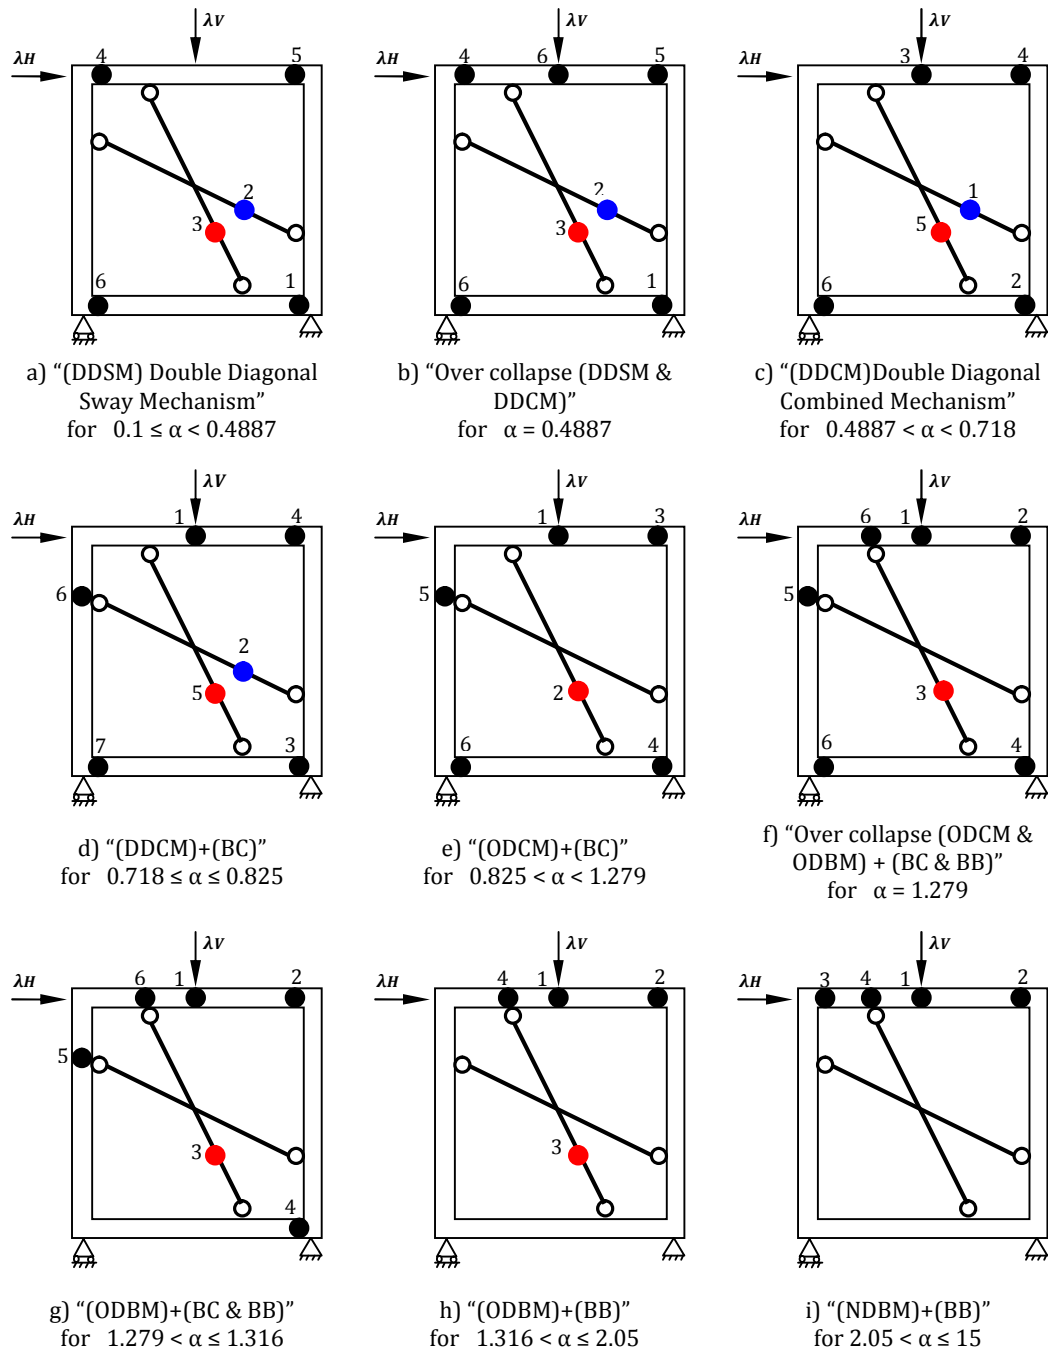 λV
λV
λV
λH 4 5
λH 4 6 5
λH 3 4
2
3
6 1
2
3
6 1
1
5
6 2
a) “(DDSM) Double Diagonal
Sway Mechanism”
for 0.1 ≤ α < 0.4887
b) “Over collapse (DDSM &
DDCM)”
for α = 0.4887
c) “(DDCM)Double Diagonal
Combined Mechanism”
for 0.4887 < α < 0.718
λV
λV
λV
λH 1 4
λH 1 3
λH 6 1 2
6
2
5
7 3
5
2
6 4
5
3
6 4
d) “(DDCM)+(BC)”
for 0.718 ≤ α ≤ 0.825
e) “(ODCM)+(BC)”
for 0.825 < α < 1.279
f) “Over collapse (ODCM &
ODBM) + (BC & BB)”
for α = 1.279
λV
λV
λV
λH 6 1 2
λH 4 1 2
λH 3 4 1 2
5
3
4
3
g) “(ODBM)+(BC & BB)”
for 1.279 < α ≤ 1.316
h) “(ODBM)+(BB)”
for 1.316 < α ≤ 2.05
i) “(NDBM)+(BB)”
for 2.05 < α ≤ 15